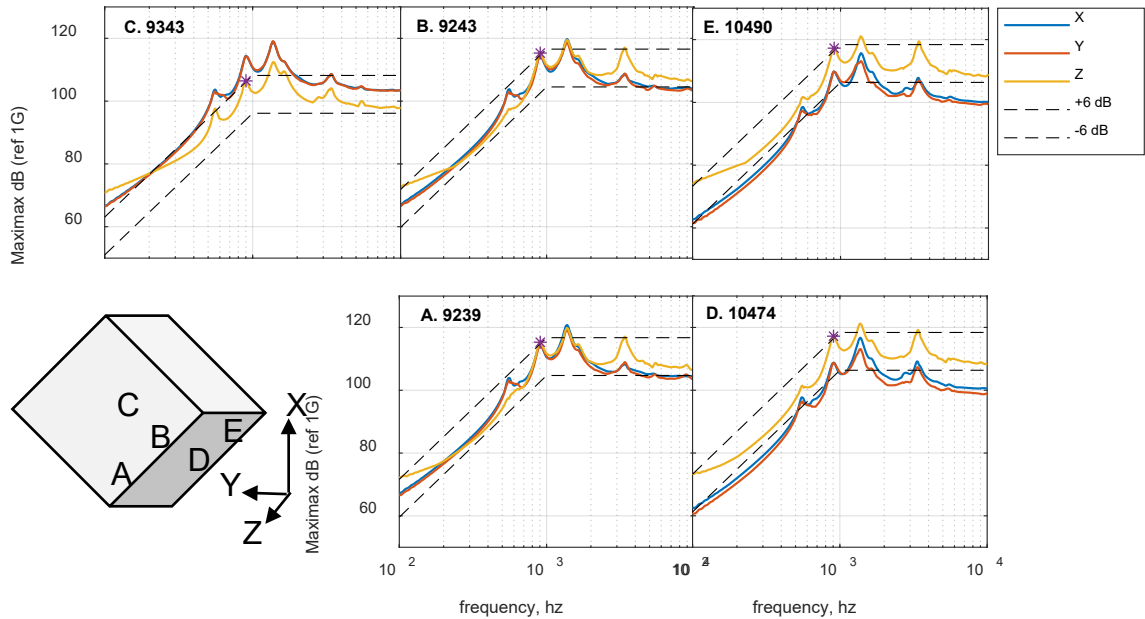 C. 9343
B. 9243
E. 10490
X
Y
Z
+6 dB
-6 dB
120
100
80
60
Maximax dB (ref 1G)
A. 9239
D. 10474
120
100
80
60
Maximax dB (ref 1G)
C
B
E
A
D
X
Y
Z
10 2
10 3
10 4
10 2
10 3
10 4
frequency, hz
frequency, hz